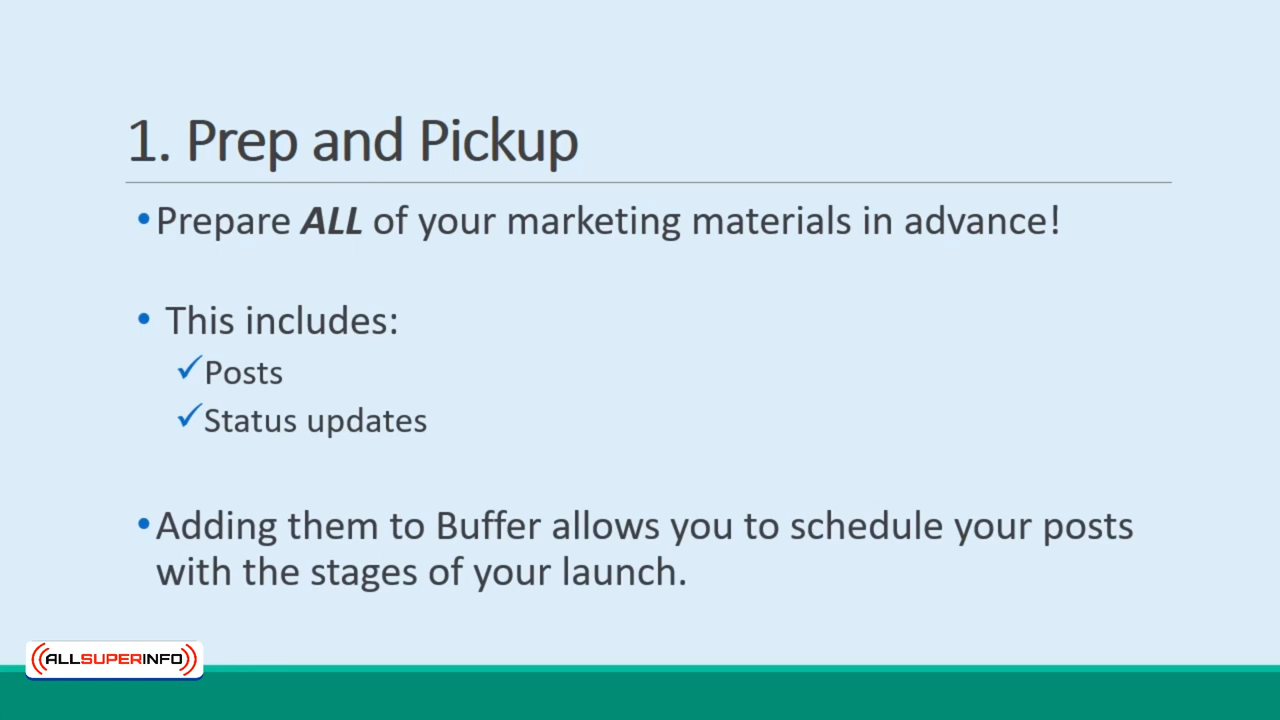 1. Prep and Pickup
•Prepare ALL of your marketing materials in advance!
• This includes:
✓Posts
✓Status updates
•Adding them to Buffer allows you to schedule your posts
with the stages of your launch.
((ALLSUPERINFO))